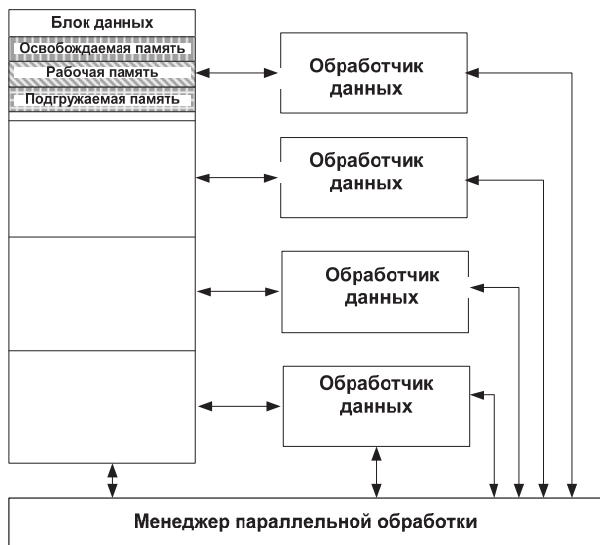 Блок данных
Освобождаемая память
Рабочая память
Подгружаемая память
Обработчик
данных
Обработчик
данных
Обработчик
данных
Обработчик
данных
Менеджер параллельной обработки